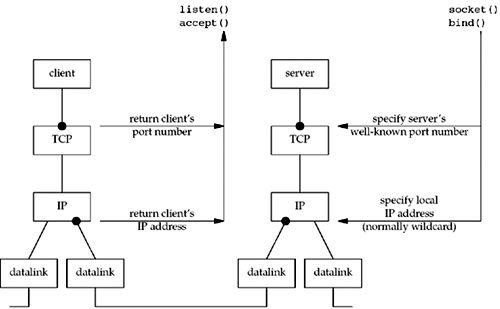 listen()
accept()
socket()
bind()
client
server
return client's
port number
specify server's
well-known port number
TCP
TCP
IP
return client's
IP address
IP
specify local
IP address
(normally wildcard)
datalink
datalink
datalink
datalink